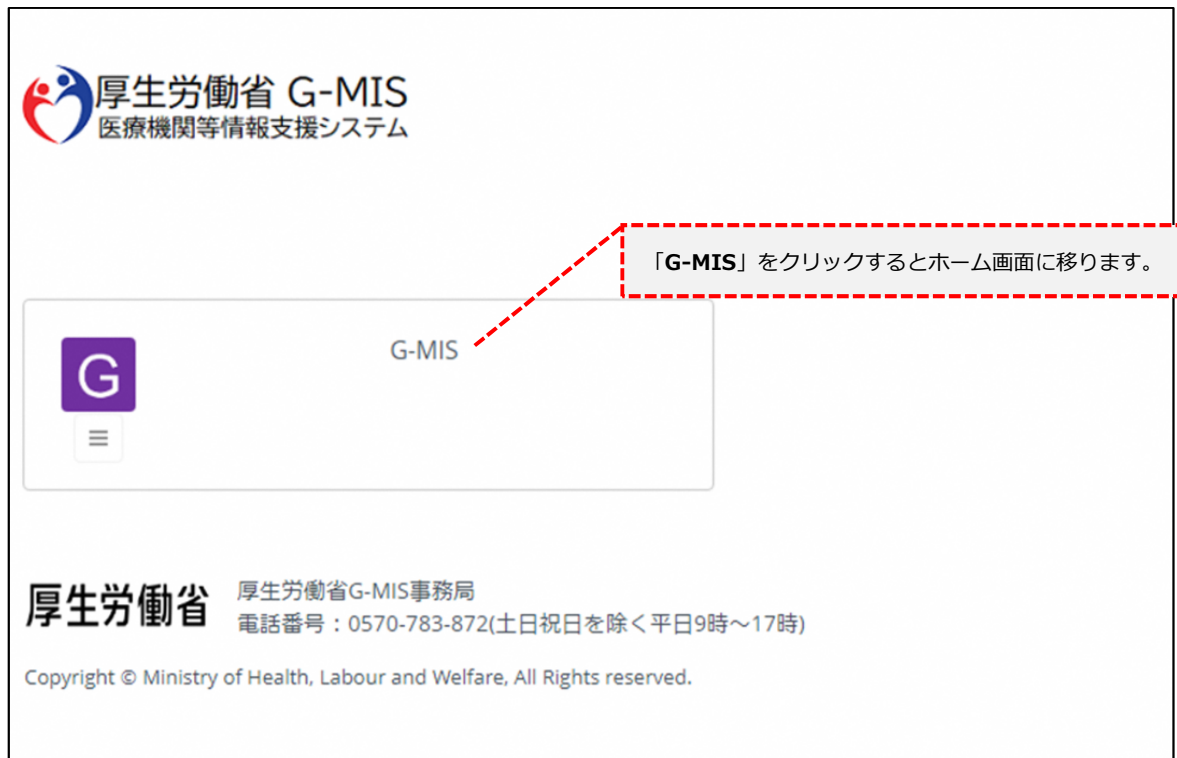 厚生労働省 G-MIS
医療機関等情報支援システム
「G-MIS」をクリックするとホーム画面に移ります。
G-MIS
G
厚生労働省
厚生労働省G-MIS事務局
電話番号：0570-783-872(土日祝日を除く平日9時～17時)
Copyright © Ministry of Health, Labour and Welfare, All Rights reserved.